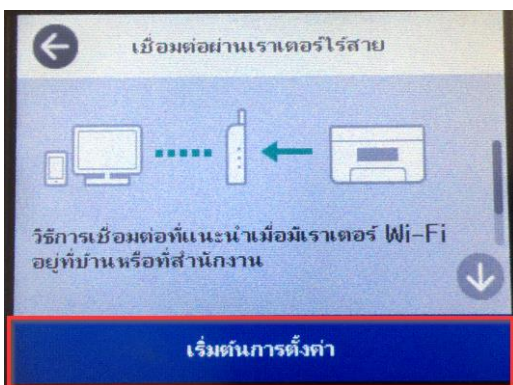 เชื่อมต่อผ่านเราเตอร์ไร้สาย
วิธีการเชื่อมต่อที่แนะนำเมื่อมีเราเตอร์ Wi-Fi
อยู่ที่บ้านหรือที่สำนักงาน
เริ่มต้นการตั้งค่า